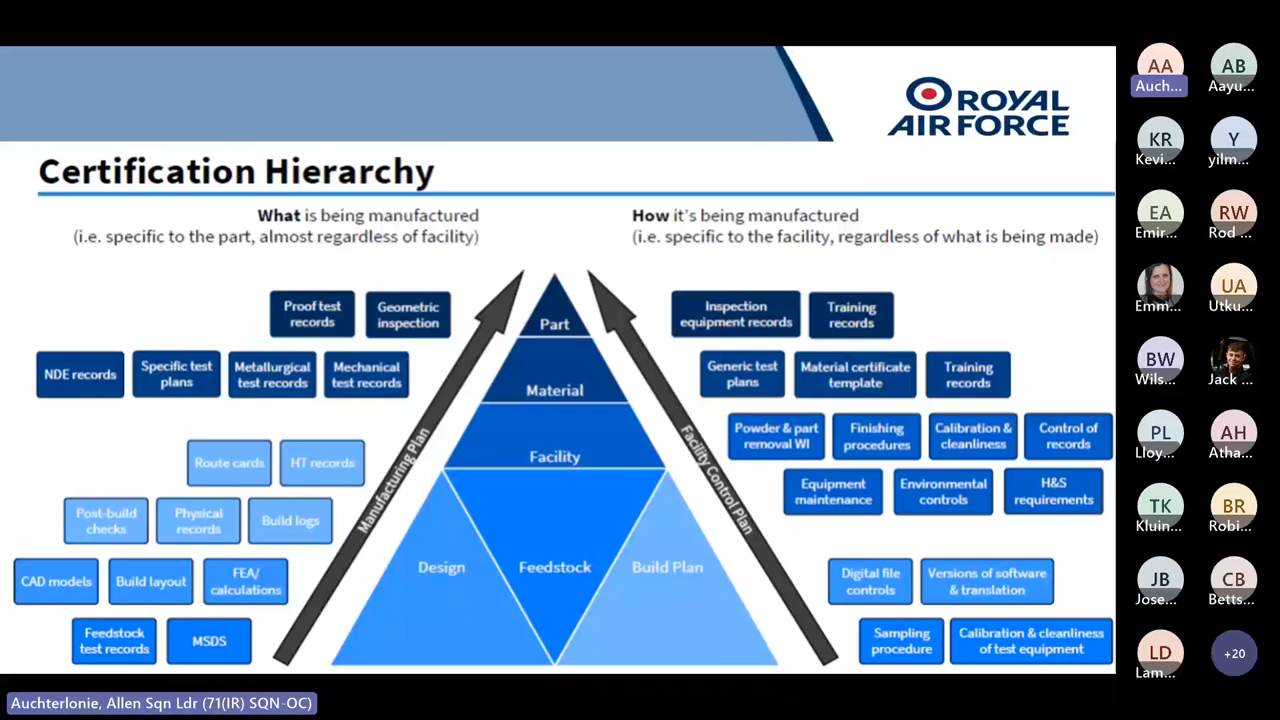 ROYAL
AIR FORCE
Certification Hierarchy
What is being manufactured
(i.e. specific to the part, almost regardless of facility)
How it's being manufactured
(i.e. specific to the facility, regardless of what is being made)
Proof test
records
Geometric
inspection
NDE records
Specific test
plans
Metallurgical
test records
Mechanical
test records
Route cards
HT records
Post-build
checks
Physical
records
Build logs
CAD models
Build layout
FEA/
calculations
Feedstock
test records
MSDS
Manufacturing Plan
Part
Material
Facility
Design
Feedstock
Build Plan
Facility Control Plan
Inspection
equipment records
Training
records
Generic test
plans
Material certificate
template
Training
records
Powder & part
removal WI
Finishing
procedures
Calibration &
cleanliness
Control of
records
Equipment
maintenance
Environmental
controls
H&S
requirements
Digital file
controls
Versions of software
& translation
Sampling
procedure
Calibration & cleanliness
of test equipment
AA
Auch...
AB
Aayu...
KR
Kevi...
Y
yilm...
EA
Emir...
RW
Rod ...
Emm...
UA
Utku...
BW
Wils...
Jack ...
PL
Lloy...
AH
Atha...
TK
Kluin...
BR
Robi...
JB
Jose...
CB
Betts...
LD
Lam...
+20
Auchterlonie, Allen Sqn Ldr (71(IR) SQN-OC)